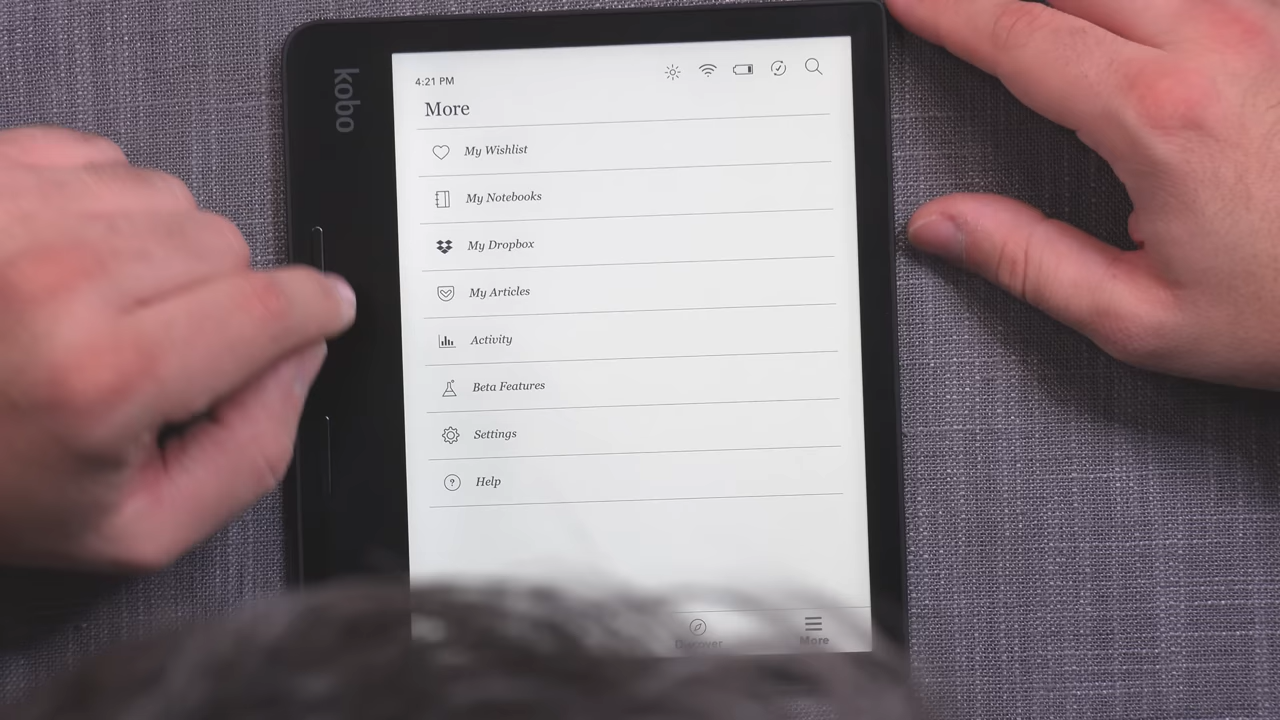 kobo
4:21 PM
More
My Wishlist
My Notebooks
My Dropbox
My Articles
Activity
Beta Features
Settings
? Help
Discover
More